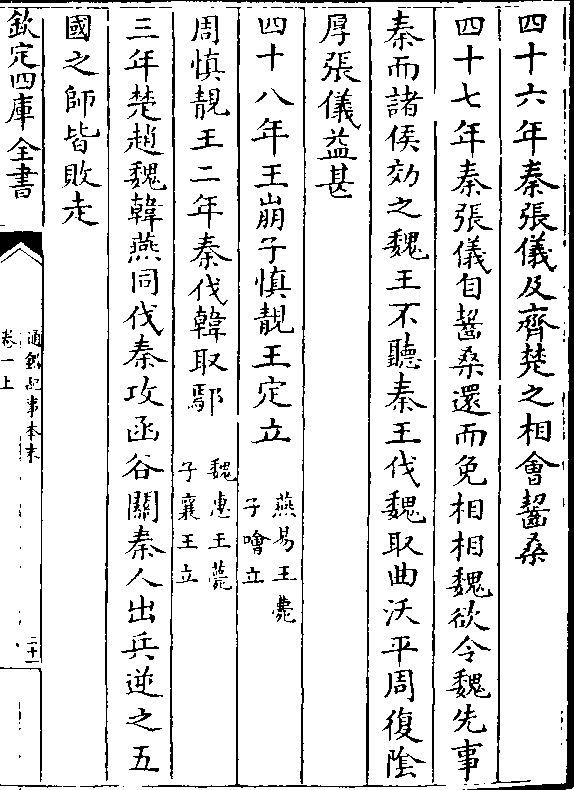 四十六年秦張儀及齊楚之相會齧桑
四十七年秦張儀自齧桑還而免相相魏欲令魏先事
秦而諸侯効之魏王不聽秦王伐魏取曲沃平周復隂
厚張儀益甚
四十八年王崩子慎靚王定立燕易王薨
子噲立
周慎靚王二年秦伐韓取鄢魏惠王薨
子襄王立
三年楚趙魏韓燕同伐秦攻函谷關秦人出兵逆之五
國之師皆敗走
欽定四庫全書
通鑑紀事本末
卷一上
二十一